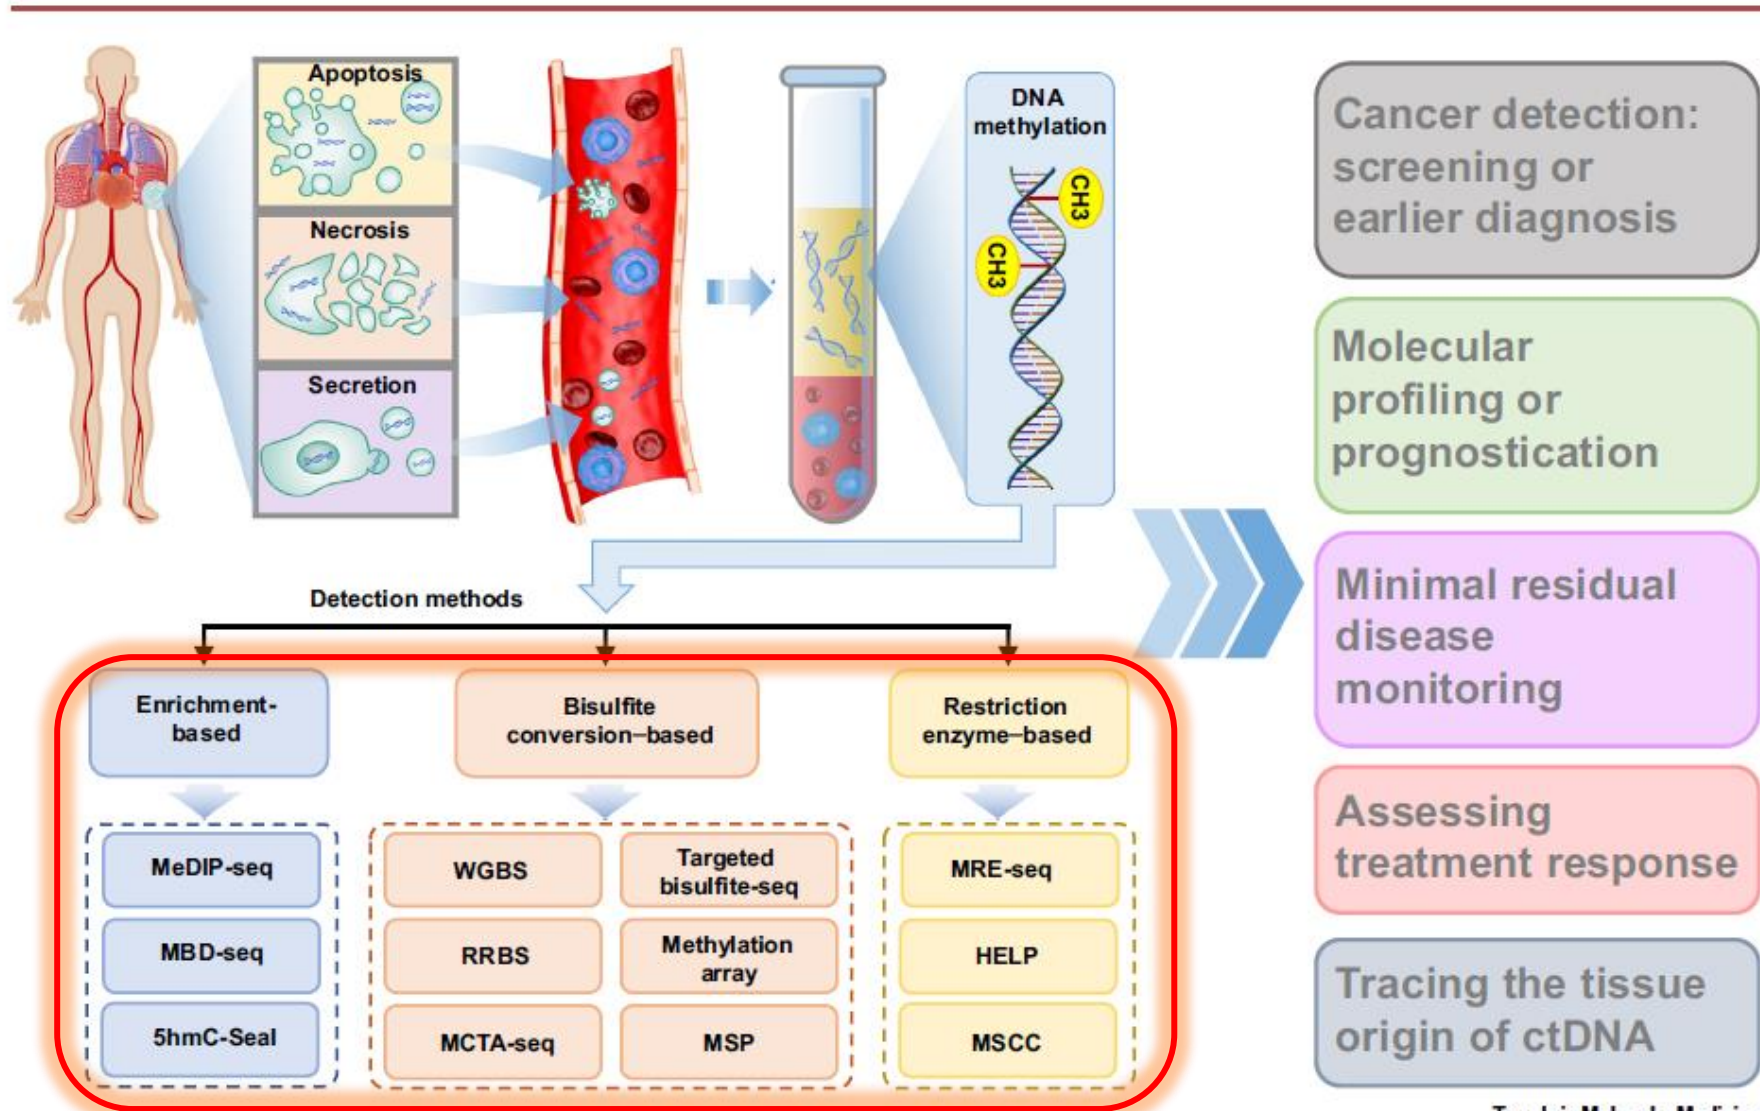 Apoptosis
Necrosis
Secretion
DNA
methylation
CH3
CH3
Cancer detection:
screening or
earlier diagnosis
Molecular
profiling or
prognostication
Minimal residual
disease
monitoring
Assessing
treatment response
Tracing the tissue
origin of ctDNA
Detection methods
Enrichment-
based
MeDIP-seq
MBD-seq
5hmC-Seal
Bisulfite
conversion–based
WGBS
RRBS
MCTA-seq
Targeted
bisulfite-seq
Methylation
array
MSP
Restriction
enzyme–based
MRE-seq
HELP
MSCC